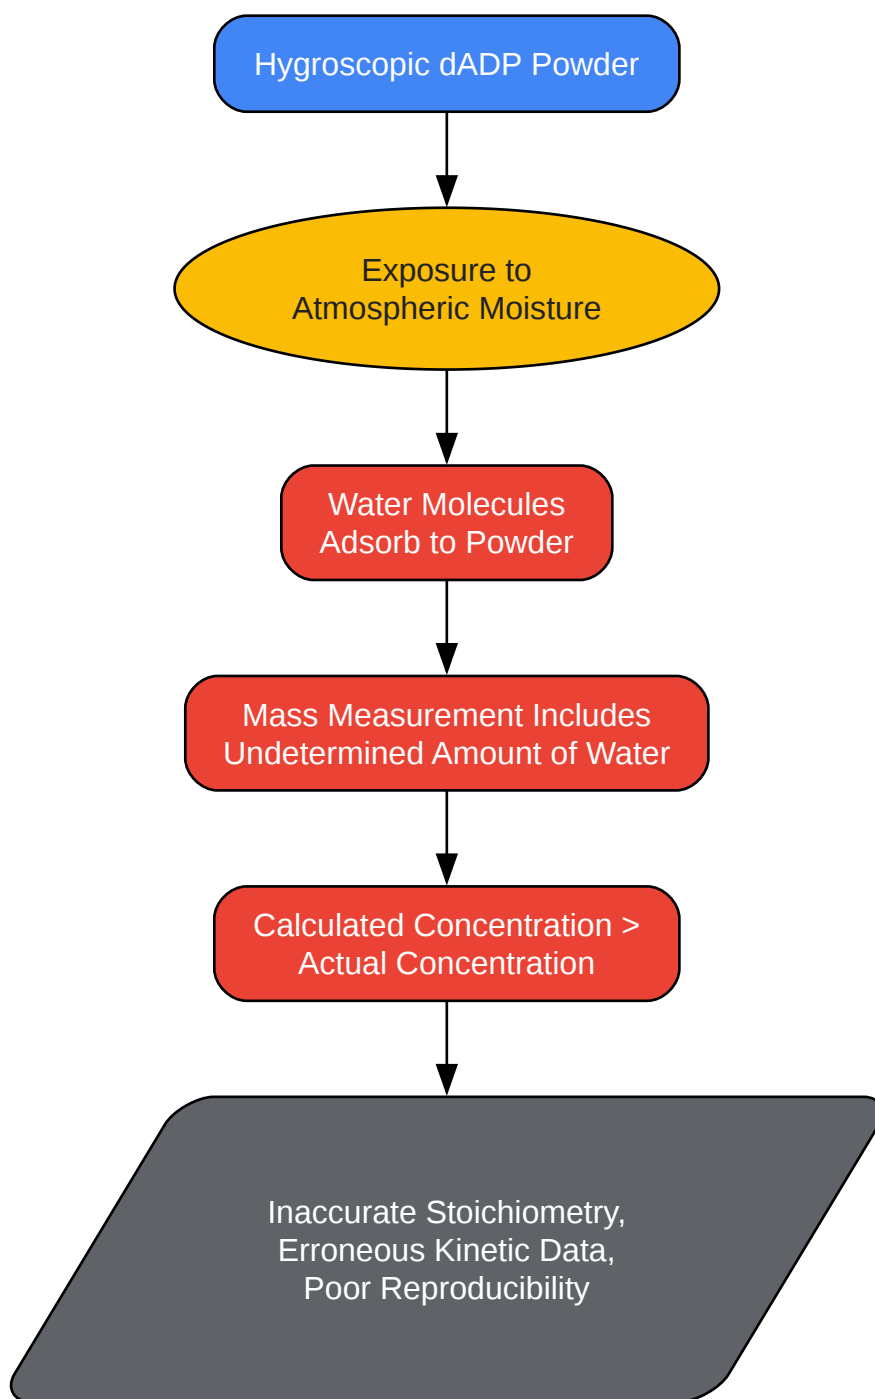 Hygroscopic dADP Powder
Exposure to
Atmospheric Moisture
Water Molecules
Adsorb to Powder
Mass Measurement Includes
Undetermined Amount of Water
Calculated Concentration >
Actual Concentration
Inaccurate Stoichiometry,
Erroneous Kinetic Data,
Poor Reproducibility